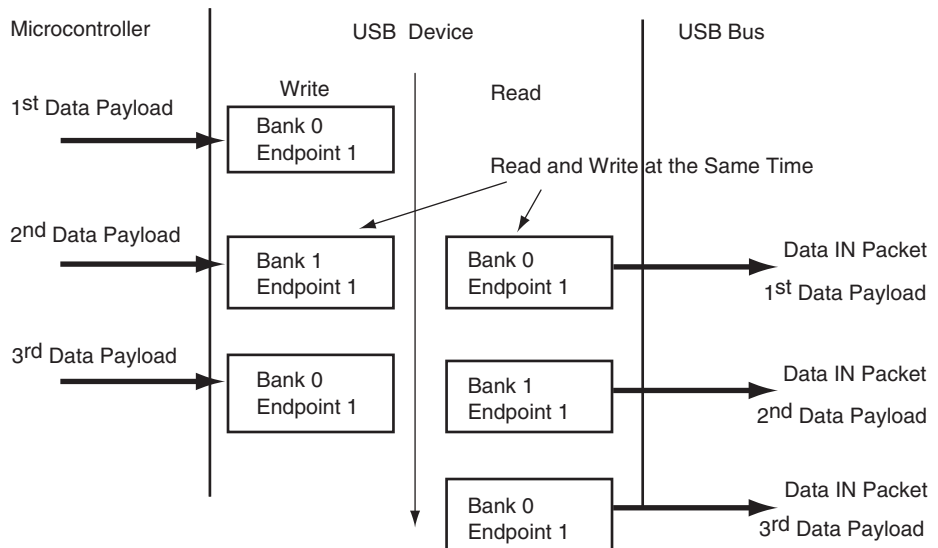 Microcontroller
USB Device
USB Bus
Write
Read
1st Data Payload
Bank 0
Endpoint 1
Read and Write at the Same Time
2nd Data Payload
Bank 1
Endpoint 1
Bank 0
Endpoint 1
Data IN Packet
1st Data Payload
3rd Data Payload
Bank 0
Endpoint 1
Bank 1
Endpoint 1
Data IN Packet
2nd Data Payload
Bank 0
Endpoint 1
Data IN Packet
3rd Data Payload